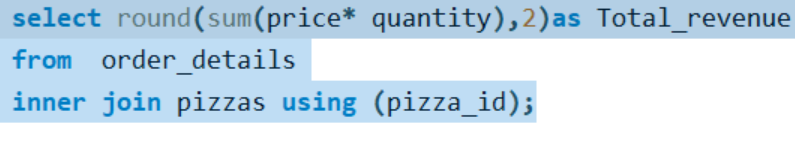 select round(sum(price* quantity),2)as Total_revenue
from  order_details
inner join pizzas using (pizza_id);